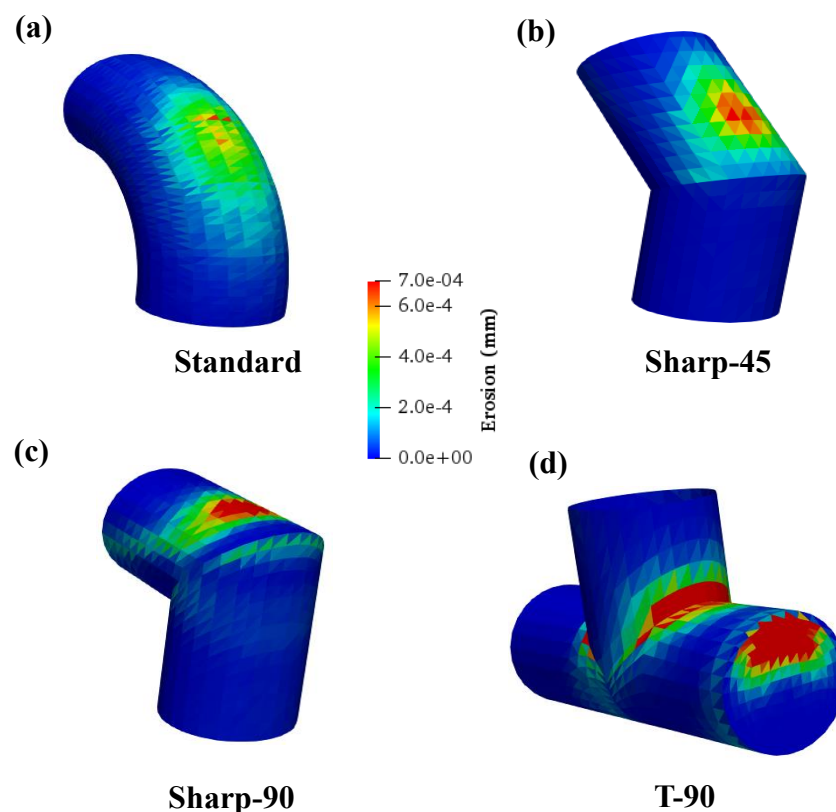 (a)
(b)
Standard
7.0e-04
6.0e-4
4.0e-4
2.0e-4
0.0e+00
Erosion (mm)
Sharp-45
(c)
(d)
Sharp-90
T-90